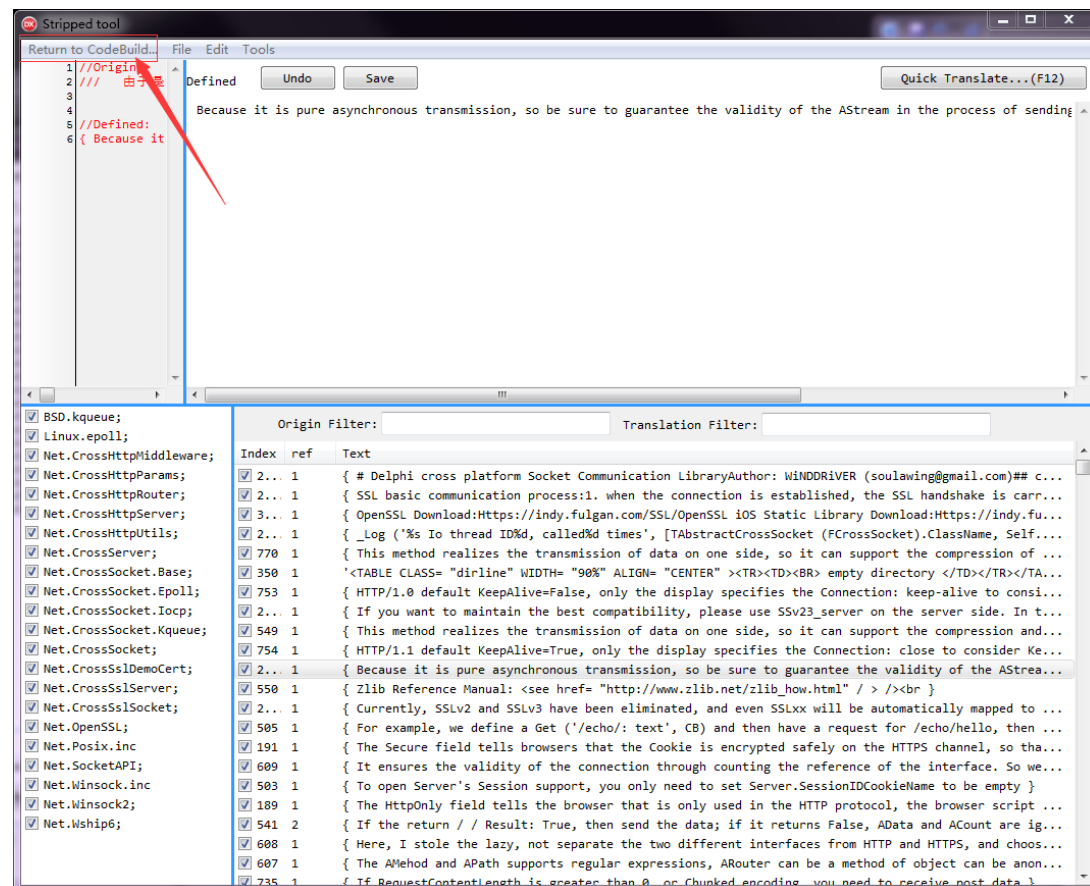 Stripped tool
Return to CodeBuild... File Edit Tools
1 //Origin
2 /// 由于是
3
4
5 //Defined:
6 { Because it
Defined Undo Save Quick Translate...(F12)
Because it is pure asynchronous transmission, so be sure to guarantee the validity of the AStream in the process of sending
BSD.kqueue;
Linux.epoll;
Net.CrossHttpMiddleware;
Net.CrossHttpParams;
Net.CrossHttpRouter;
Net.CrossHttpServer;
Net.CrossHttpUtils;
Net.CrossServer;
Net.CrossSocket.Base;
Net.CrossSocket.Epoll;
Net.CrossSocket.Iocp;
Net.CrossSocket.Kqueue;
Net.CrossSocket;
Net.CrossSslDemoCert;
Net.CrossSslServer;
Net.CrossSslSocket;
Net.OpenSSL;
Net.Posix.inc
Net.SocketAPI;
Net.Winsock.inc
Net.Winsock2;
Net.Wship6;
Origin Filter: Translation Filter:
Index ref Text
2... 1 { # Delphi cross platform Socket Communication LibraryAuthor: WiNDDRiVER (soulawing@gmail.com)## c...
2... 1 { SSL basic communication process:1. when the connection is established, the SSL handshake is carr...
3... 1 { OpenSSL Download:Https://indy.fulgan.com/SSL/OpenSSL iOS Static Library Download:Https://indy.fu...
2... 1 { _Log ('%s Io thread ID%d, called%d times', [TAbstractCrossSocket (FCrossSocket).ClassName, Self....
770 1 { This method realizes the transmission of data on one side, so it can support the compression of ...
350 1 '<TABLE CLASS= "dirline" WIDTH= "90%" ALIGN= "CENTER" ><TR><TD><BR> empty directory </TD></TR></TA...
753 1 { HTTP/1.0 default KeepAlive=False, only the display specifies the Connection: keep-alive to consi...
2... 1 { If you want to maintain the best compatibility, please use SSv23_server on the server side. In t...
549 1 { This method realizes the transmission of data on one side, so it can support the compression and...
754 1 { HTTP/1.1 default KeepAlive=True, only the display specifies the Connection: close to consider Ke...
2... 1 { Because it is pure asynchronous transmission, so be sure to guarantee the validity of the AStrea...
550 1 { Zlib Reference Manual: <see href= "http://www.zlib.net/zlib_how.html" / > /><br }
2... 1 { Currently, SSLv2 and SSLv3 have been eliminated, and even SSLxx will be automatically mapped to ...
505 1 { For example, we define a Get ('/echo/: text', CB) and then have a request for /echo/hello, then ...
191 1 { The Secure field tells browsers that the Cookie is encrypted safely on the HTTPS channel, so tha...
609 1 { It ensures the validity of the connection through counting the reference of the interface. So we...
503 1 { To open Server's Session support, you only need to set Server.SessionIDCookieName to be empty }
189 1 { The HttpOnly field tells the browser that is only used in the HTTP protocol, the browser script ...
541 2 { If the return / / Result: True, then send the data; if it returns False, AData and ACount are ig...
608 1 { Here, I stole the lazy, not separate the two different interfaces from HTTP and HTTPS, and choos...
607 1 { The AMehod and APath supports regular expressions, ARouter can be a method of object can be anon...
735 1 { If RequestContentLength is greater than 0, or Chunked encoding, you need to receive post data }